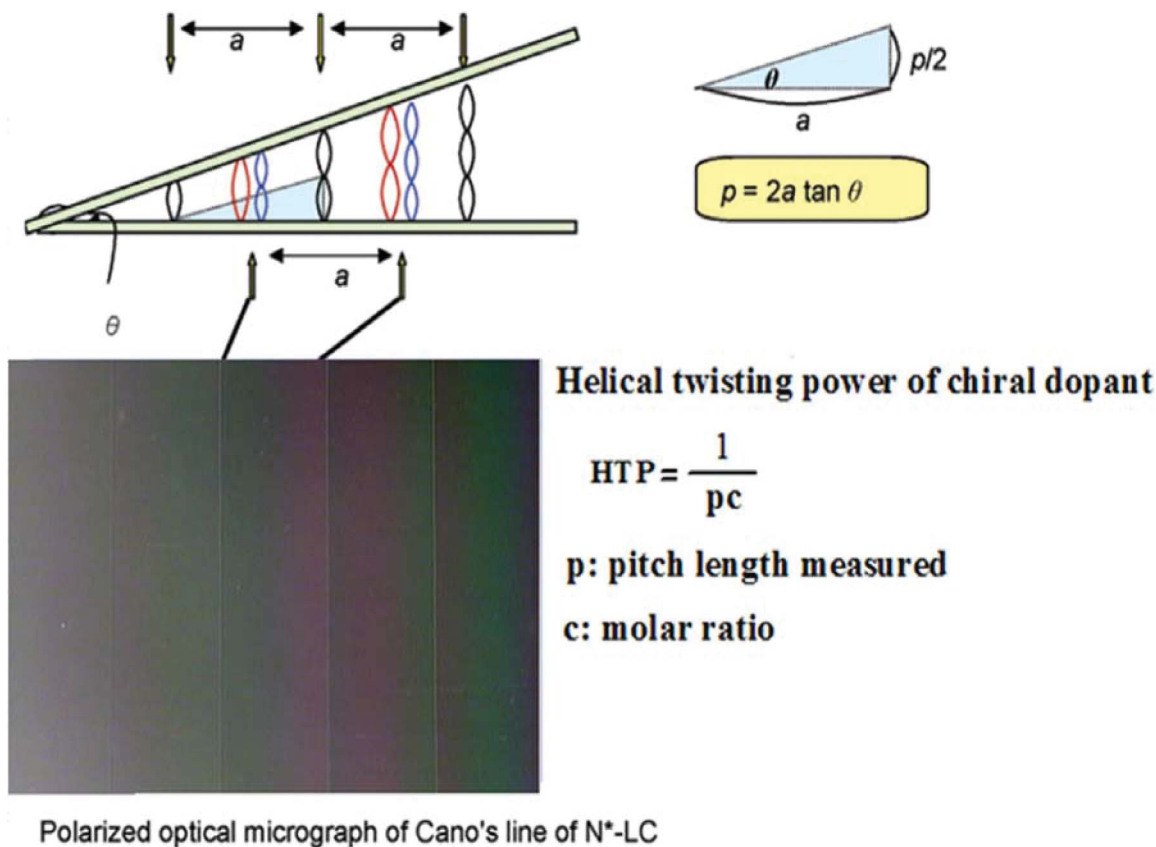 a
a
θ
p/2
a
p = 2a tan θ
a
θ
Helical twisting power of chiral dopant
HTP = 1
pc
p: pitch length measured
c: molar ratio
Polarized optical micrograph of Cano's line of N*-LC